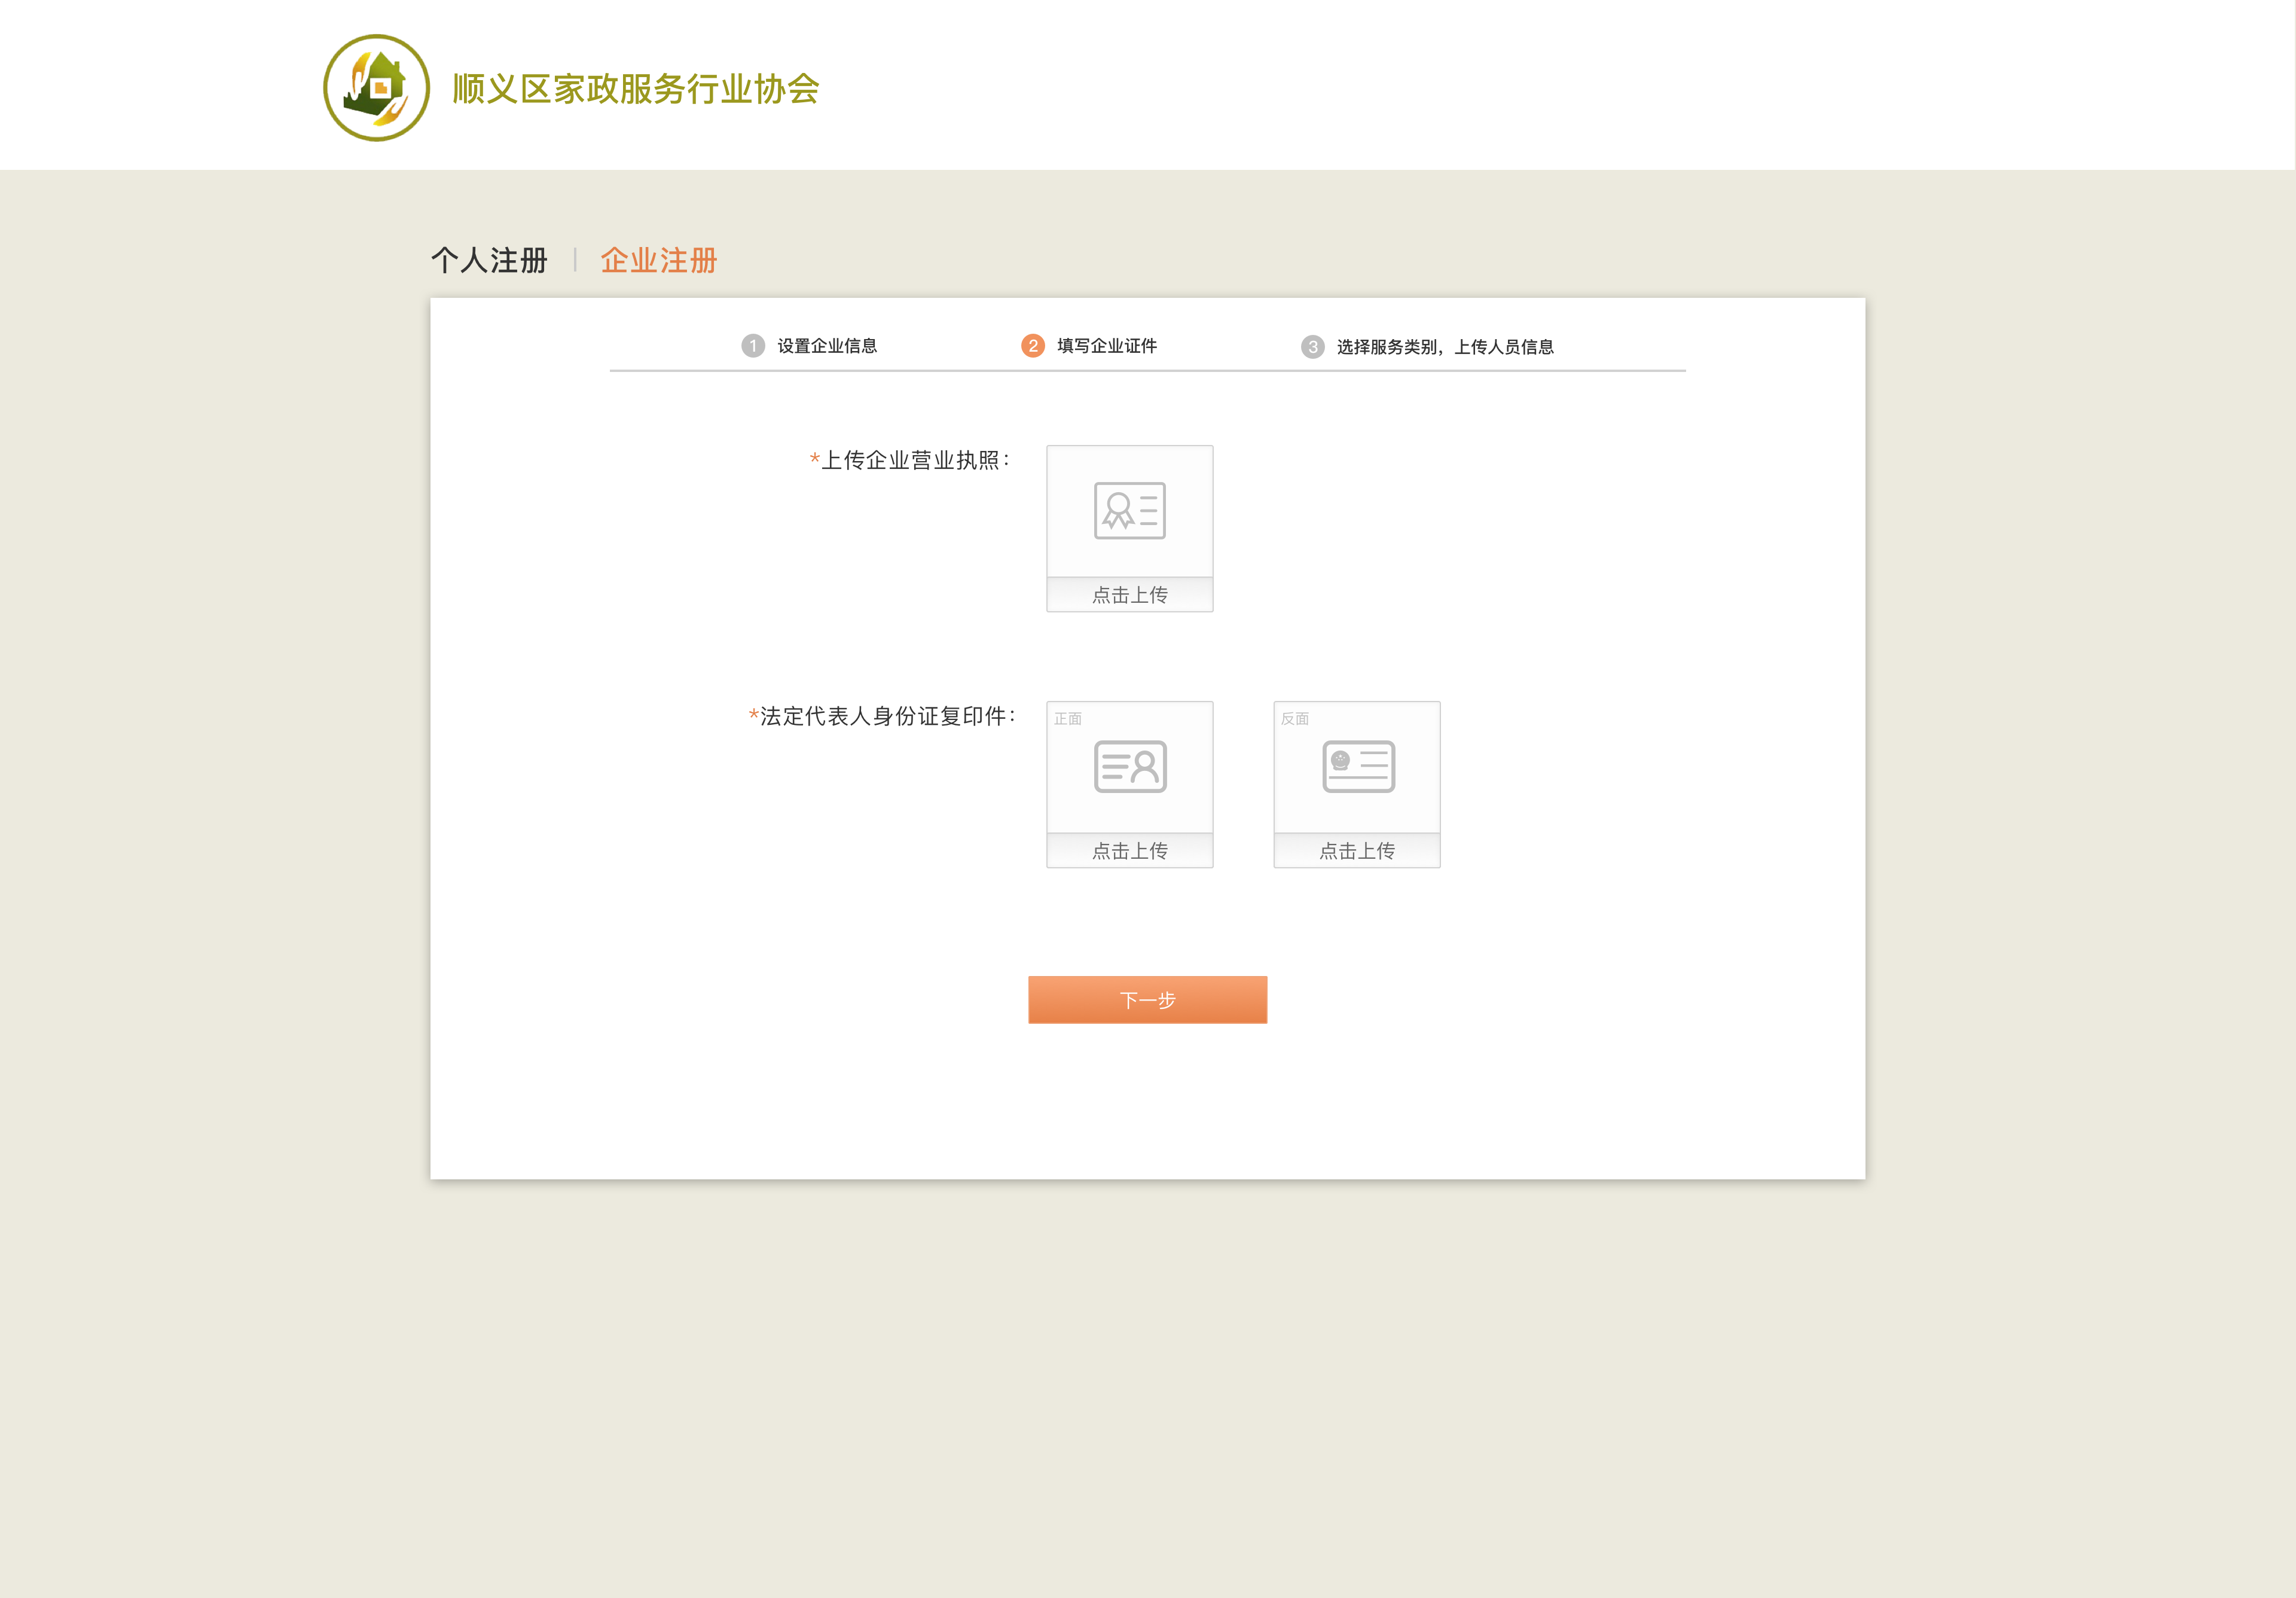 顺义区家政服务行业协会
个人注册 | 企业注册
1 设置企业信息 2 填写企业证件 3 选择服务类别，上传人员信息
*上传企业营业执照：
点击上传
*法定代表人身份证复印件：
正面 反面
点击上传 点击上传
下一步